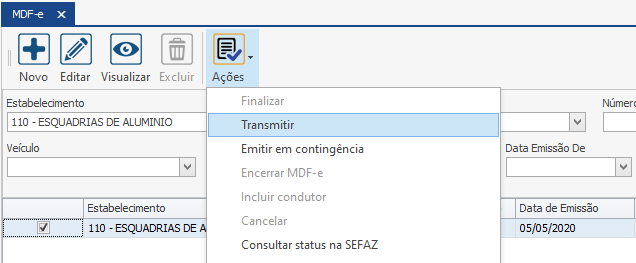 MDF-e
Novo Editar Visualizar Excluir Ações
Finalizar
Transmitir
Emitir em contingência
Encerrar MDF-e
Incluir condutor
Cancelar
Consultar status na SEFAZ
Estabelecimento Número
110 - ESQUADRIAS DE ALUMINIO
Veículo Data Emissão De
Estabelecimento Data de Emissão
110 - ESQUADRIAS DE A 05/05/2020